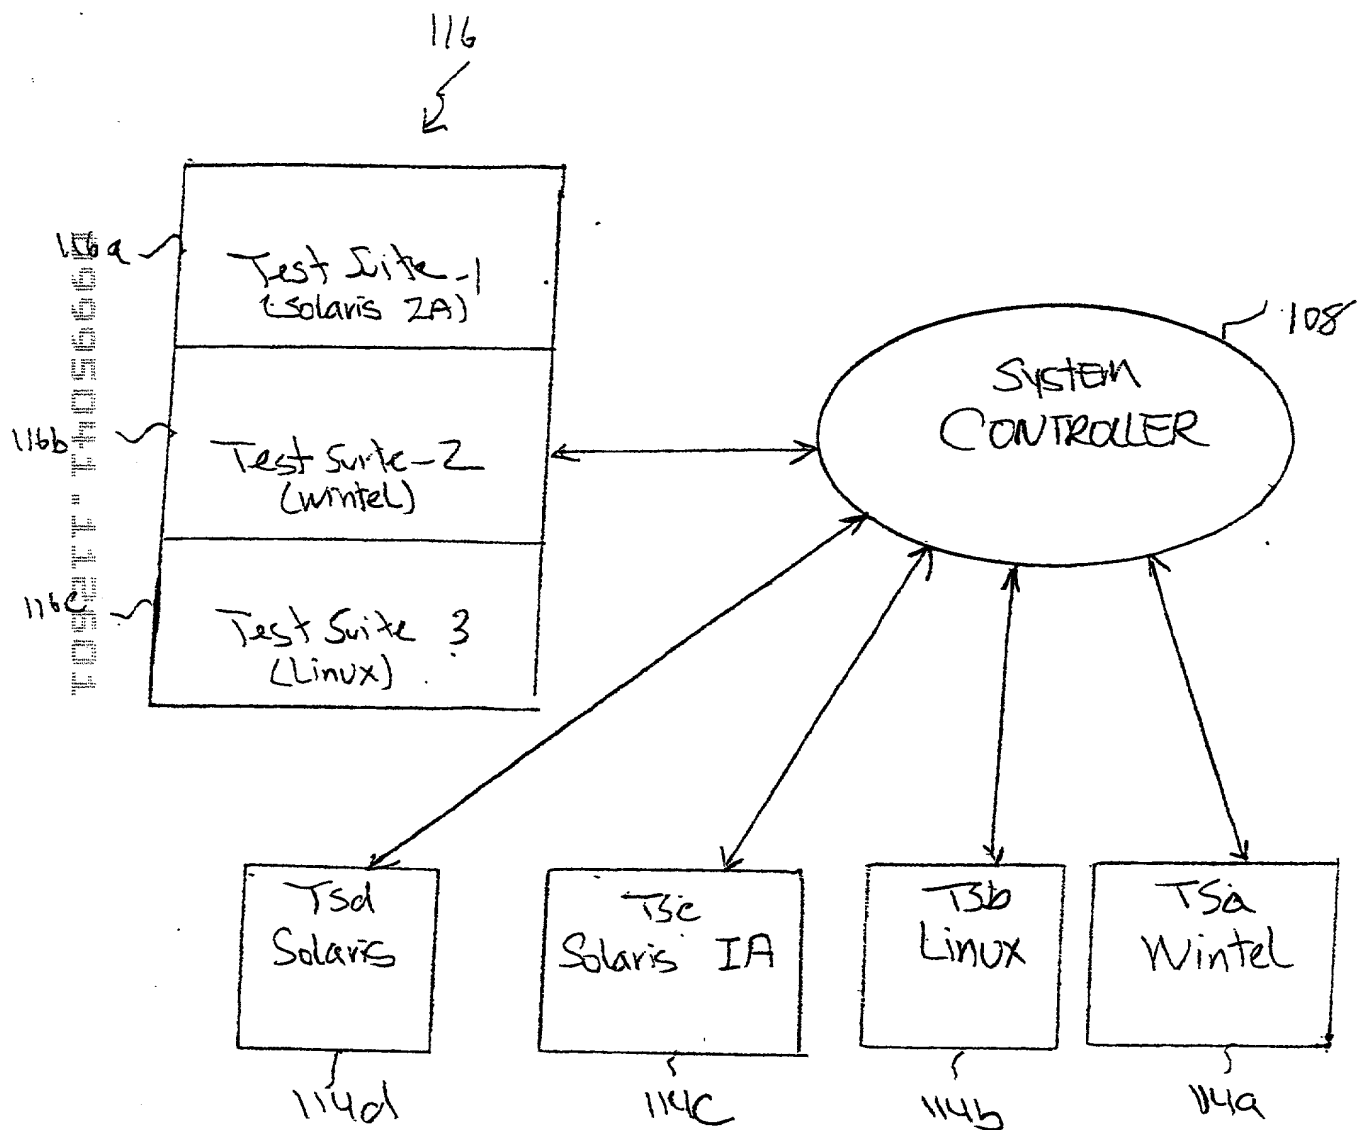 116
116a
Test Suite-1
(Solaris IA)
116b
Test Suite-2
(Wintel)
116c
Test Suite 3
(Linux)
108
System
CONTROLLER
TSd
Solaris
TSc
Solaris IA
TSb
Linux
TSa
Wintel
114d
114c
114b
114a